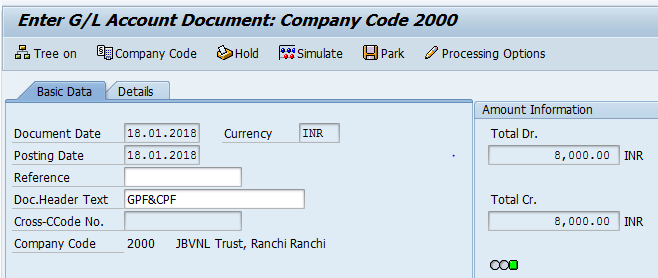 Enter G/L Account Document: Company Code 2000
Tree on Company Code Hold Simulate Park Processing Options
Basic Data Details
Amount Information
Document Date 18.01.2018 Currency INR
Total Dr.
Posting Date 18.01.2018
8,000.00 INR
Reference
Doc.Header Text GPF&CPF
Total Cr.
Cross-CCode No.
8,000.00 INR
Company Code 2000 JBVNL Trust, Ranchi Ranchi